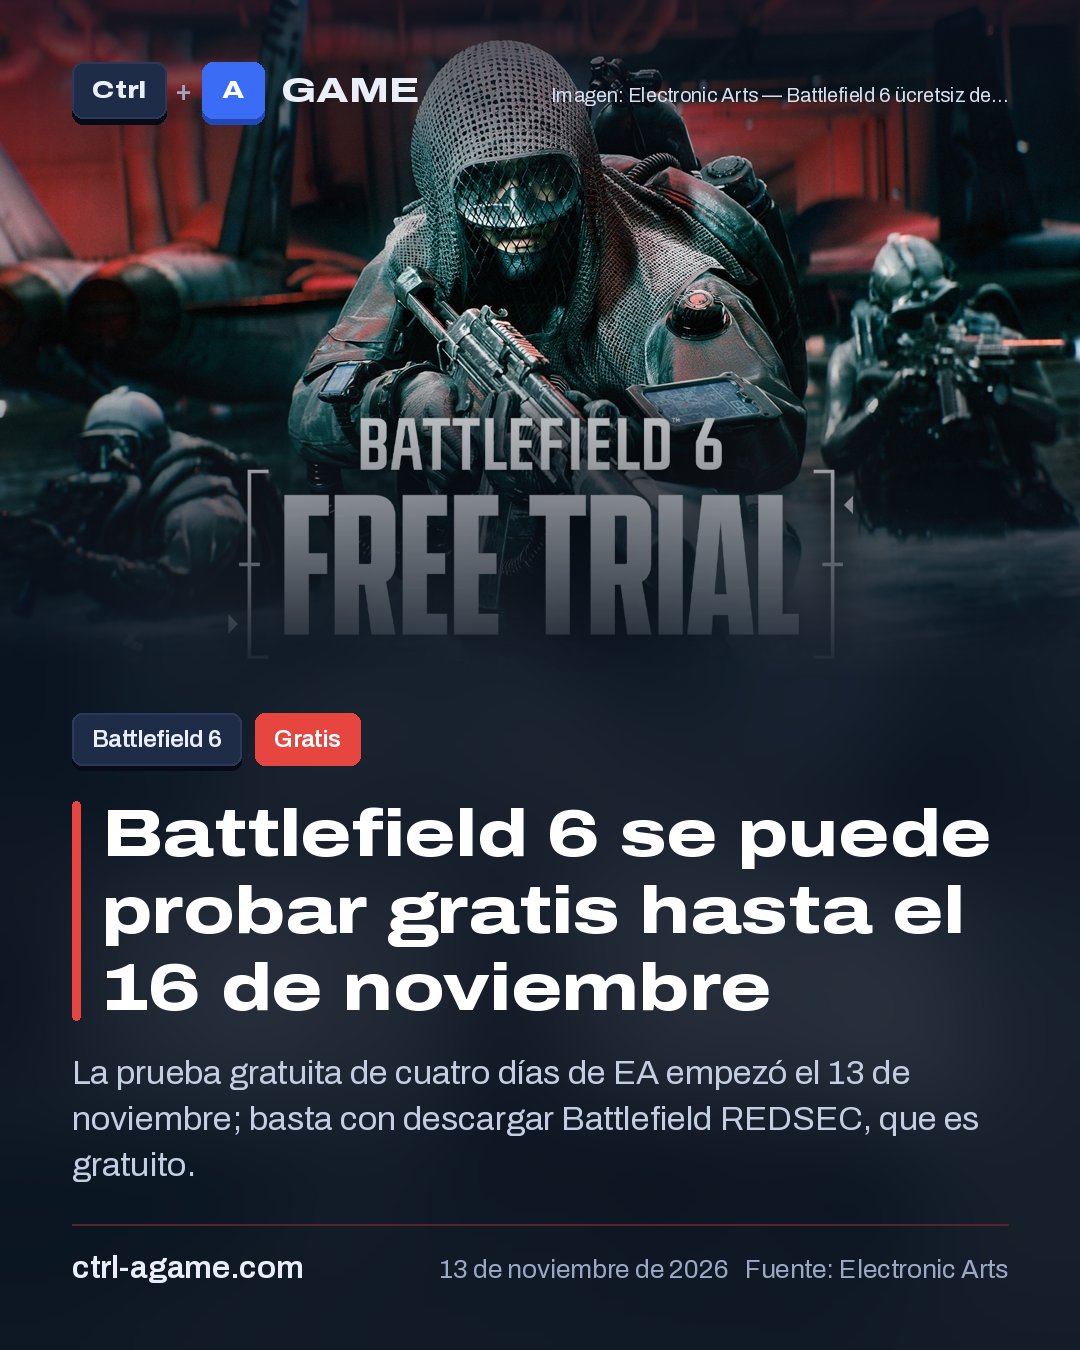 Ctrl + A GAME
Imagen: Electronic Arts — Battlefield 6 ücretsiz de...
BATTLEFIELD™ 6
FREE TRIAL
Battlefield 6 Gratis
Battlefield 6 se puede
probar gratis hasta el
16 de noviembre
La prueba gratuita de cuatro días de EA empezó el 13 de
noviembre; basta con descargar Battlefield REDSEC, que es
gratuito.
ctrl-agame.com
13 de noviembre de 2026 Fuente: Electronic Arts